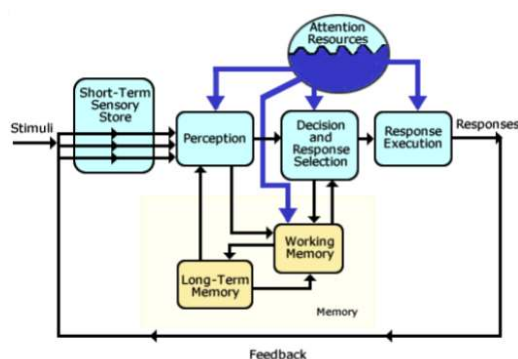 Attention
Resources
Short-Term
Sensory
Store
Stimuli
Perception
Decision
and
Response
Selection
Response
Execution
Responses
Working
Memory
Long-Term
Memory
Memory
Feedback